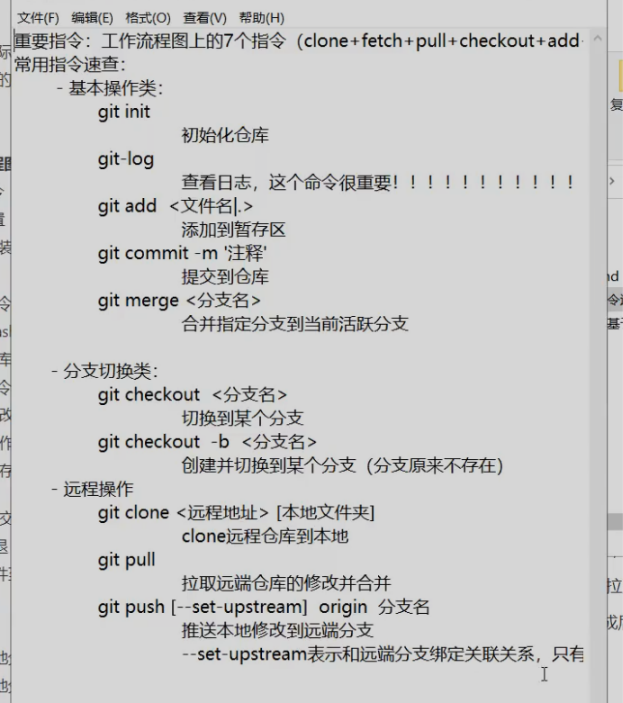 文件(F) 编辑(E) 格式(O) 查看(V) 帮助(H)
重要指令：工作流程图上的7个指令（clone+fetch+pull+checkout+add
常用指令速查：
- 基本操作类：
git init
初始化仓库
git-log
查看日志，这个命令很重要！！！！！！！！！！！
git add <文件名|.>
添加到暂存区
git commit -m '注释'
提交到仓库
git merge <分支名>
合并指定分支到当前活跃分支
- 分支切换类：
git checkout <分支名>
切换到某个分支
git checkout -b <分支名>
创建并切换到某个分支（分支原来不存在）
- 远程操作
git clone <远程地址> [本地文件夹]
clone远程仓库到本地
git pull
拉取远端仓库的修改并合并
git push [--set-upstream] origin 分支名
推送本地修改到远端分支
--set-upstream表示和远端分支绑定关联关系，只有